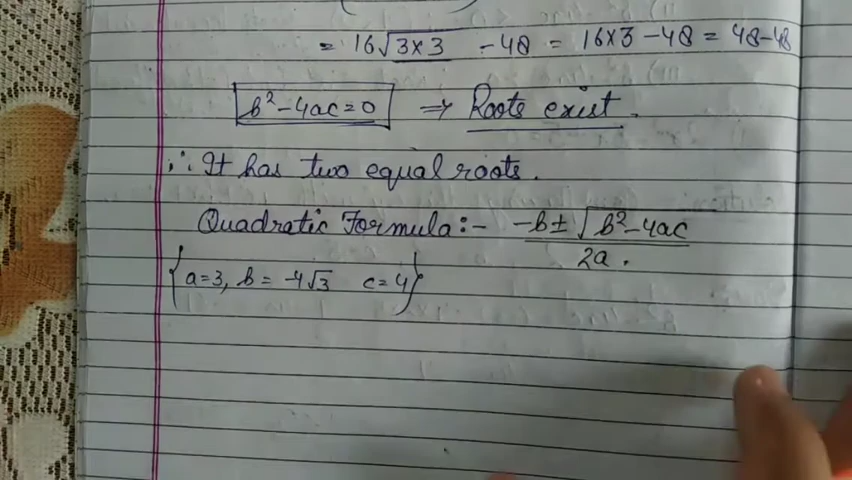 = 16√3×3 - 48 = 16×3 - 48 = 48-48
b²-4ac=0 ⇒ Roots exist.
∴ It has two equal roots.
Quadratic Formula:- -b ± √b²-4ac
2a.
{a=3, b= -4√3 c=4}